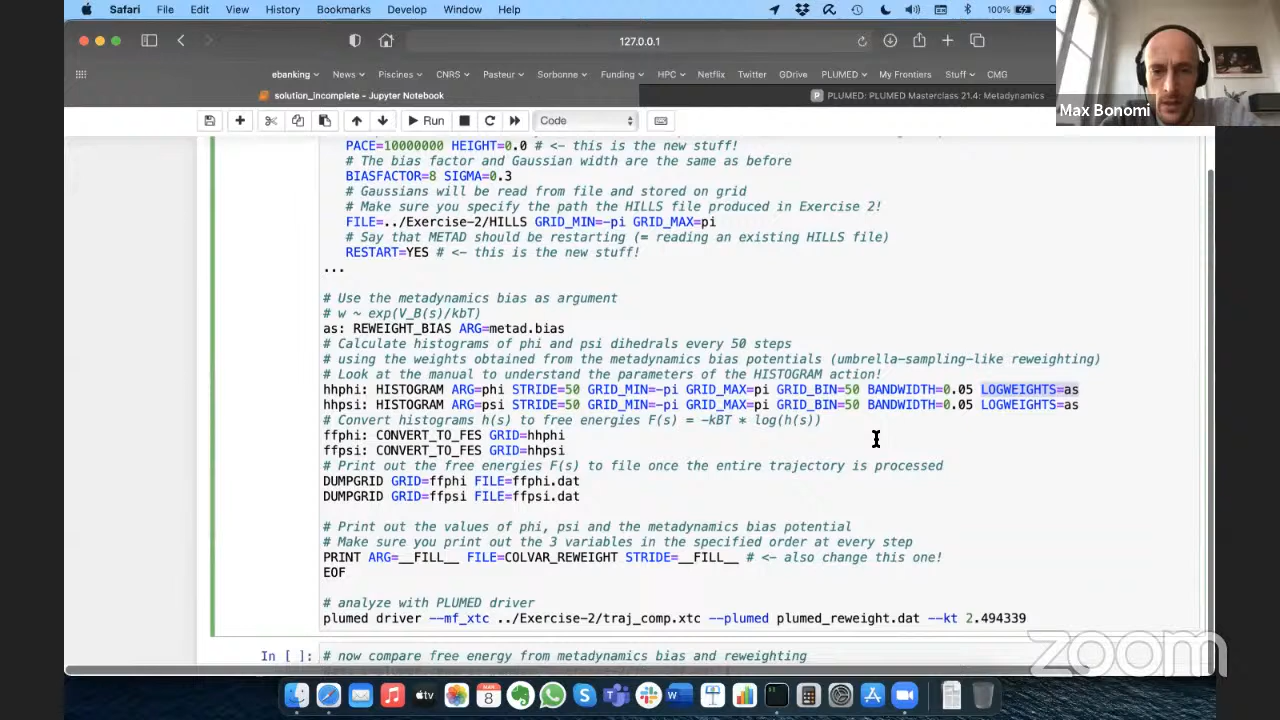 Safari File Edit View History Bookmarks Develop Window Help 100%
127.0.0.1
ebanking News Piscines CNRS Pasteur Sorbonne Funding HPC Netflix Twitter GDrive PLUMED My Frontiers Stuff CMG
solution_incomplete - Jupyter Notebook
P PLUMED: PLUMED Masterclass 21.4: Metadynamics
Max Bonomi
Run Code
PACE=10000000 HEIGHT=0.0 # <- this is the new stuff!
# The bias factor and Gaussian width are the same as before
BIASFACTOR=8 SIGMA=0.3
# Gaussians will be read from file and stored on grid
# Make sure you specify the path the HILLS file produced in Exercise 2!
FILE=../Exercise-2/HILLS GRID_MIN=-pi GRID_MAX=pi
# Say that METAD should be restarting (= reading an existing HILLS file)
RESTART=YES # <- this is the new stuff!
...
# Use the metadynamics bias as argument
# w ~ exp(V_B(s)/kbT)
as: REWEIGHT_BIAS ARG=metad.bias
# Calculate histograms of phi and psi dihedrals every 50 steps
# using the weights obtained from the metadynamics bias potentials (umbrella-sampling-like reweighting)
# Look at the manual to understand the parameters of the HISTOGRAM action!
hhphi: HISTOGRAM ARG=phi STRIDE=50 GRID_MIN=-pi GRID_MAX=pi GRID_BIN=50 BANDWIDTH=0.05 LOGWEIGHTS=as
hhpsi: HISTOGRAM ARG=psi STRIDE=50 GRID_MIN=-pi GRID_MAX=pi GRID_BIN=50 BANDWIDTH=0.05 LOGWEIGHTS=as
# Convert histograms h(s) to free energies F(s) = -kBT * log(h(s))
ffphi: CONVERT_TO_FES GRID=hhphi
ffpsi: CONVERT_TO_FES GRID=hhpsi
# Print out the free energies F(s) to file once the entire trajectory is processed
DUMPGRID GRID=ffphi FILE=ffphi.dat
DUMPGRID GRID=ffpsi FILE=ffpsi.dat
# Print out the values of phi, psi and the metadynamics bias potential
# Make sure you print out the 3 variables in the specified order at every step
PRINT ARG=__FILL__ FILE=COLVAR_REWEIGHT STRIDE=__FILL__ # <- also change this one!
EOF
# analyze with PLUMED driver
plumed driver --mf_xtc ../Exercise-2/traj_comp.xtc --plumed plumed_reweight.dat --kt 2.494339
In [ ]: # now compare free energy from metadynamics bias and reweighting
zoom